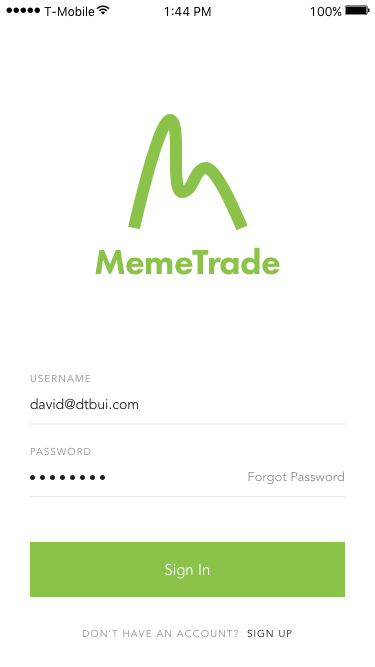 T-Mobile 1:44 PM 100%
MemeTrade
USERNAME
david@dtbui.com
PASSWORD
•••••••• Forgot Password
Sign In
DON'T HAVE AN ACCOUNT? SIGN UP